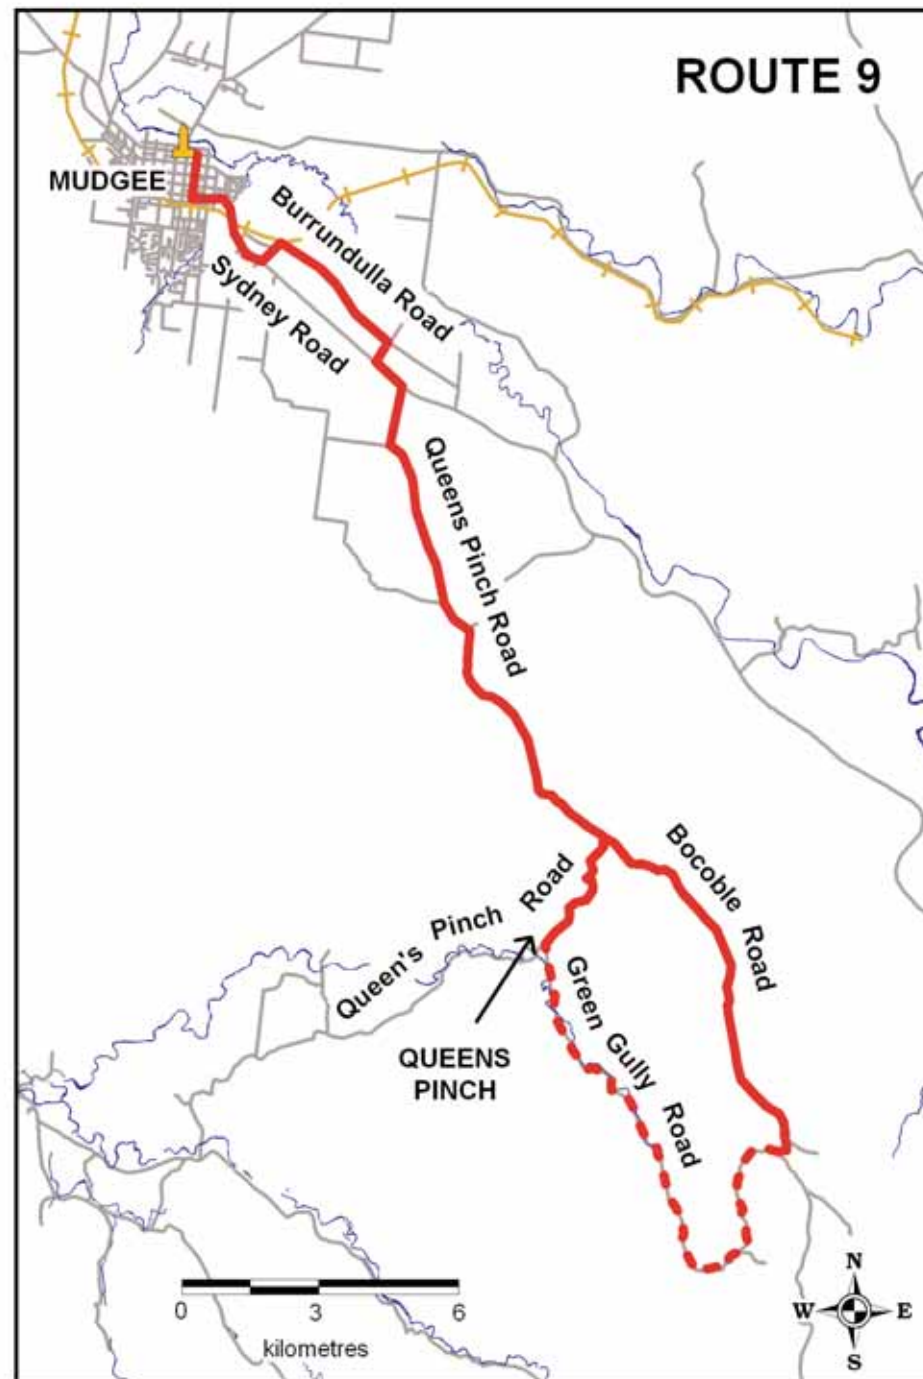 ROUTE 9
MUDGEE
Burrundulla Road
Sydney Road
Queens Pinch Road
Bocoble Road
Queen's Pinch Road
Green Gully Road
QUEENS
PINCH
N
W E
S
0 3 6
kilometres